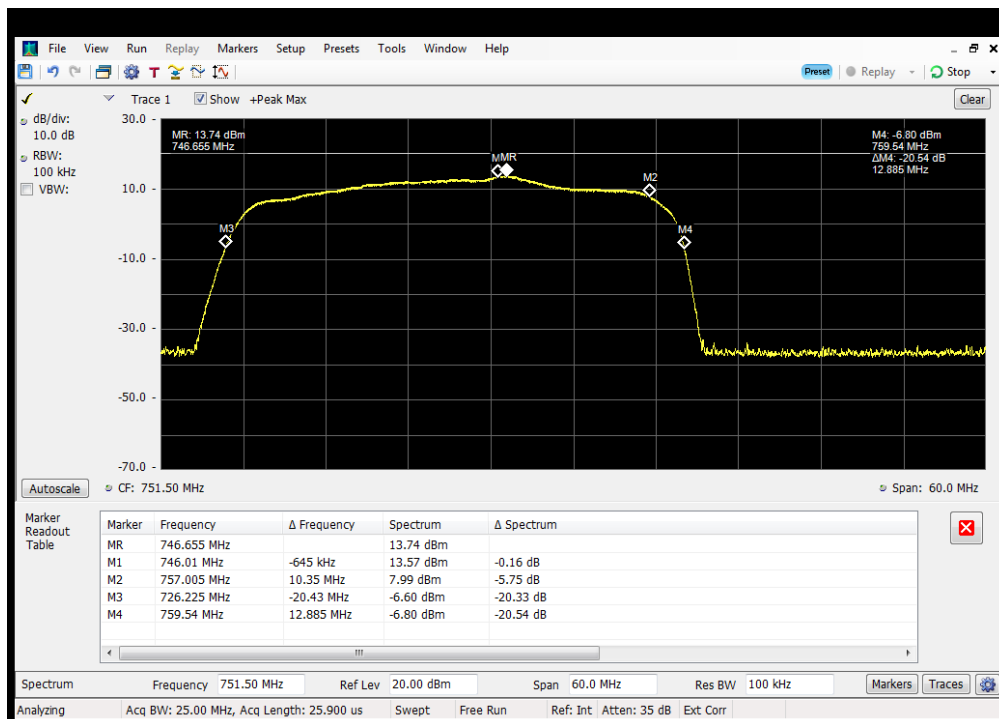 File View Run Replay Markers Setup Presets Tools Window Help
T Preset Replay Stop
Trace 1 Show +Peak Max Clear
dB/div:
10.0 dB
RBW:
100 kHz
VBW:
30.0
10.0
-10.0
-30.0
-50.0
-70.0
MR: 13.74 dBm
746.655 MHz
M4: -6.80 dBm
759.54 MHz
ΔM4: -20.54 dB
12.885 MHz
M3
MMR
M2
M4
Autoscale CF: 751.50 MHz Span: 60.0 MHz
Marker
Readout
Table
Marker Frequency Δ Frequency Spectrum Δ Spectrum
MR 746.655 MHz 13.74 dBm
M1 746.01 MHz -645 kHz 13.57 dBm -0.16 dB
M2 757.005 MHz 10.35 MHz 7.99 dBm -5.75 dB
M3 726.225 MHz -20.43 MHz -6.60 dBm -20.33 dB
M4 759.54 MHz 12.885 MHz -6.80 dBm -20.54 dB
Spectrum Frequency 751.50 MHz Ref Lev 20.00 dBm Span 60.0 MHz Res BW 100 kHz Markers Traces
Analyzing Acq BW: 25.00 MHz, Acq Length: 25.900 us Swept Free Run Ref: Int Atten: 35 dB Ext Corr